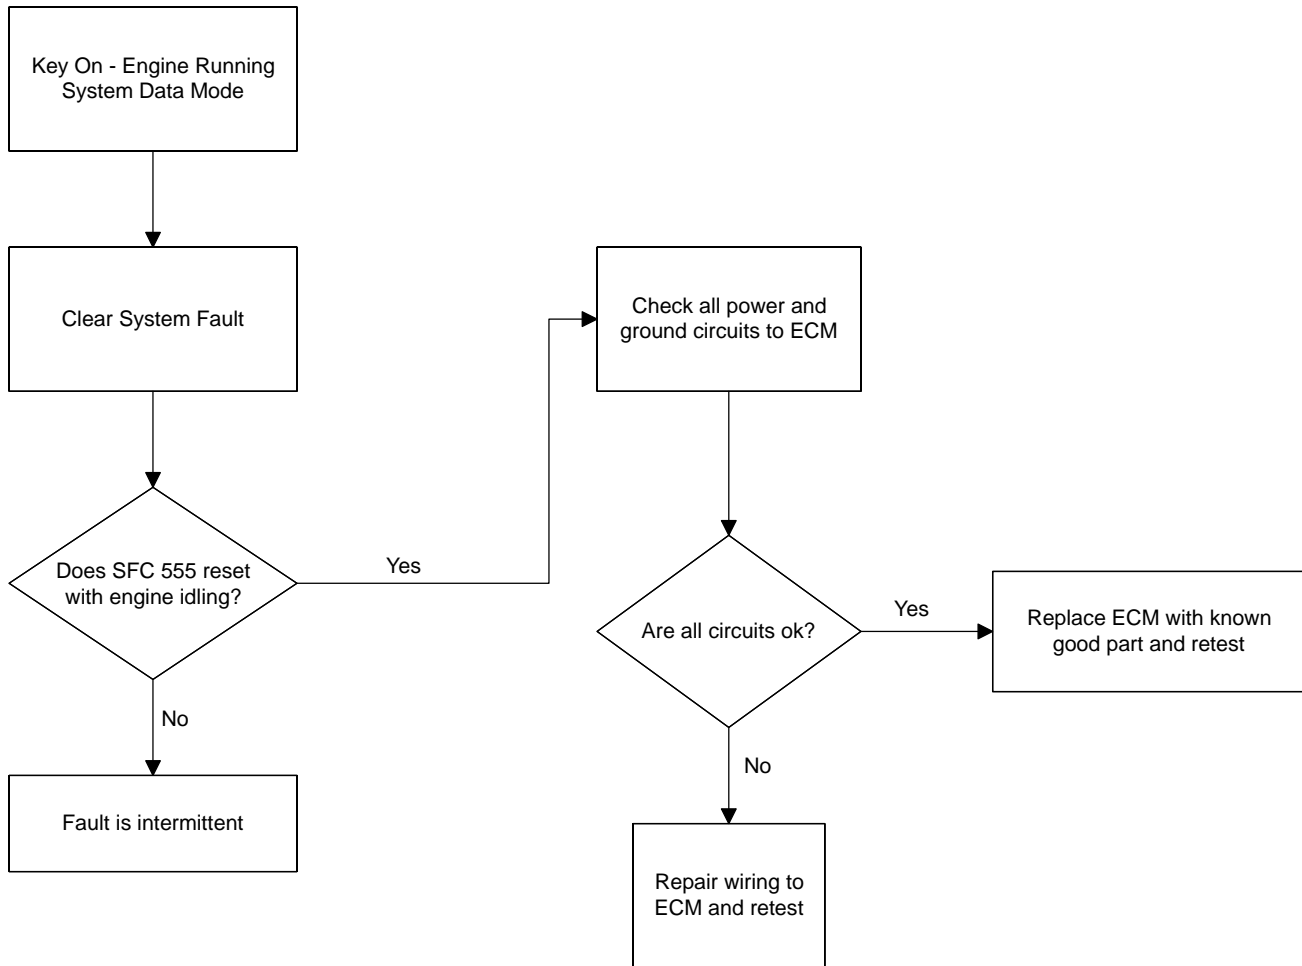 Key On - Engine Running
System Data Mode
Clear System Fault
Does SFC 555 reset
with engine idling?
Yes
No
Fault is intermittent
Check all power and
ground circuits to ECM
Are all circuits ok?
Yes
Replace ECM with known
good part and retest
No
Repair wiring to
ECM and retest